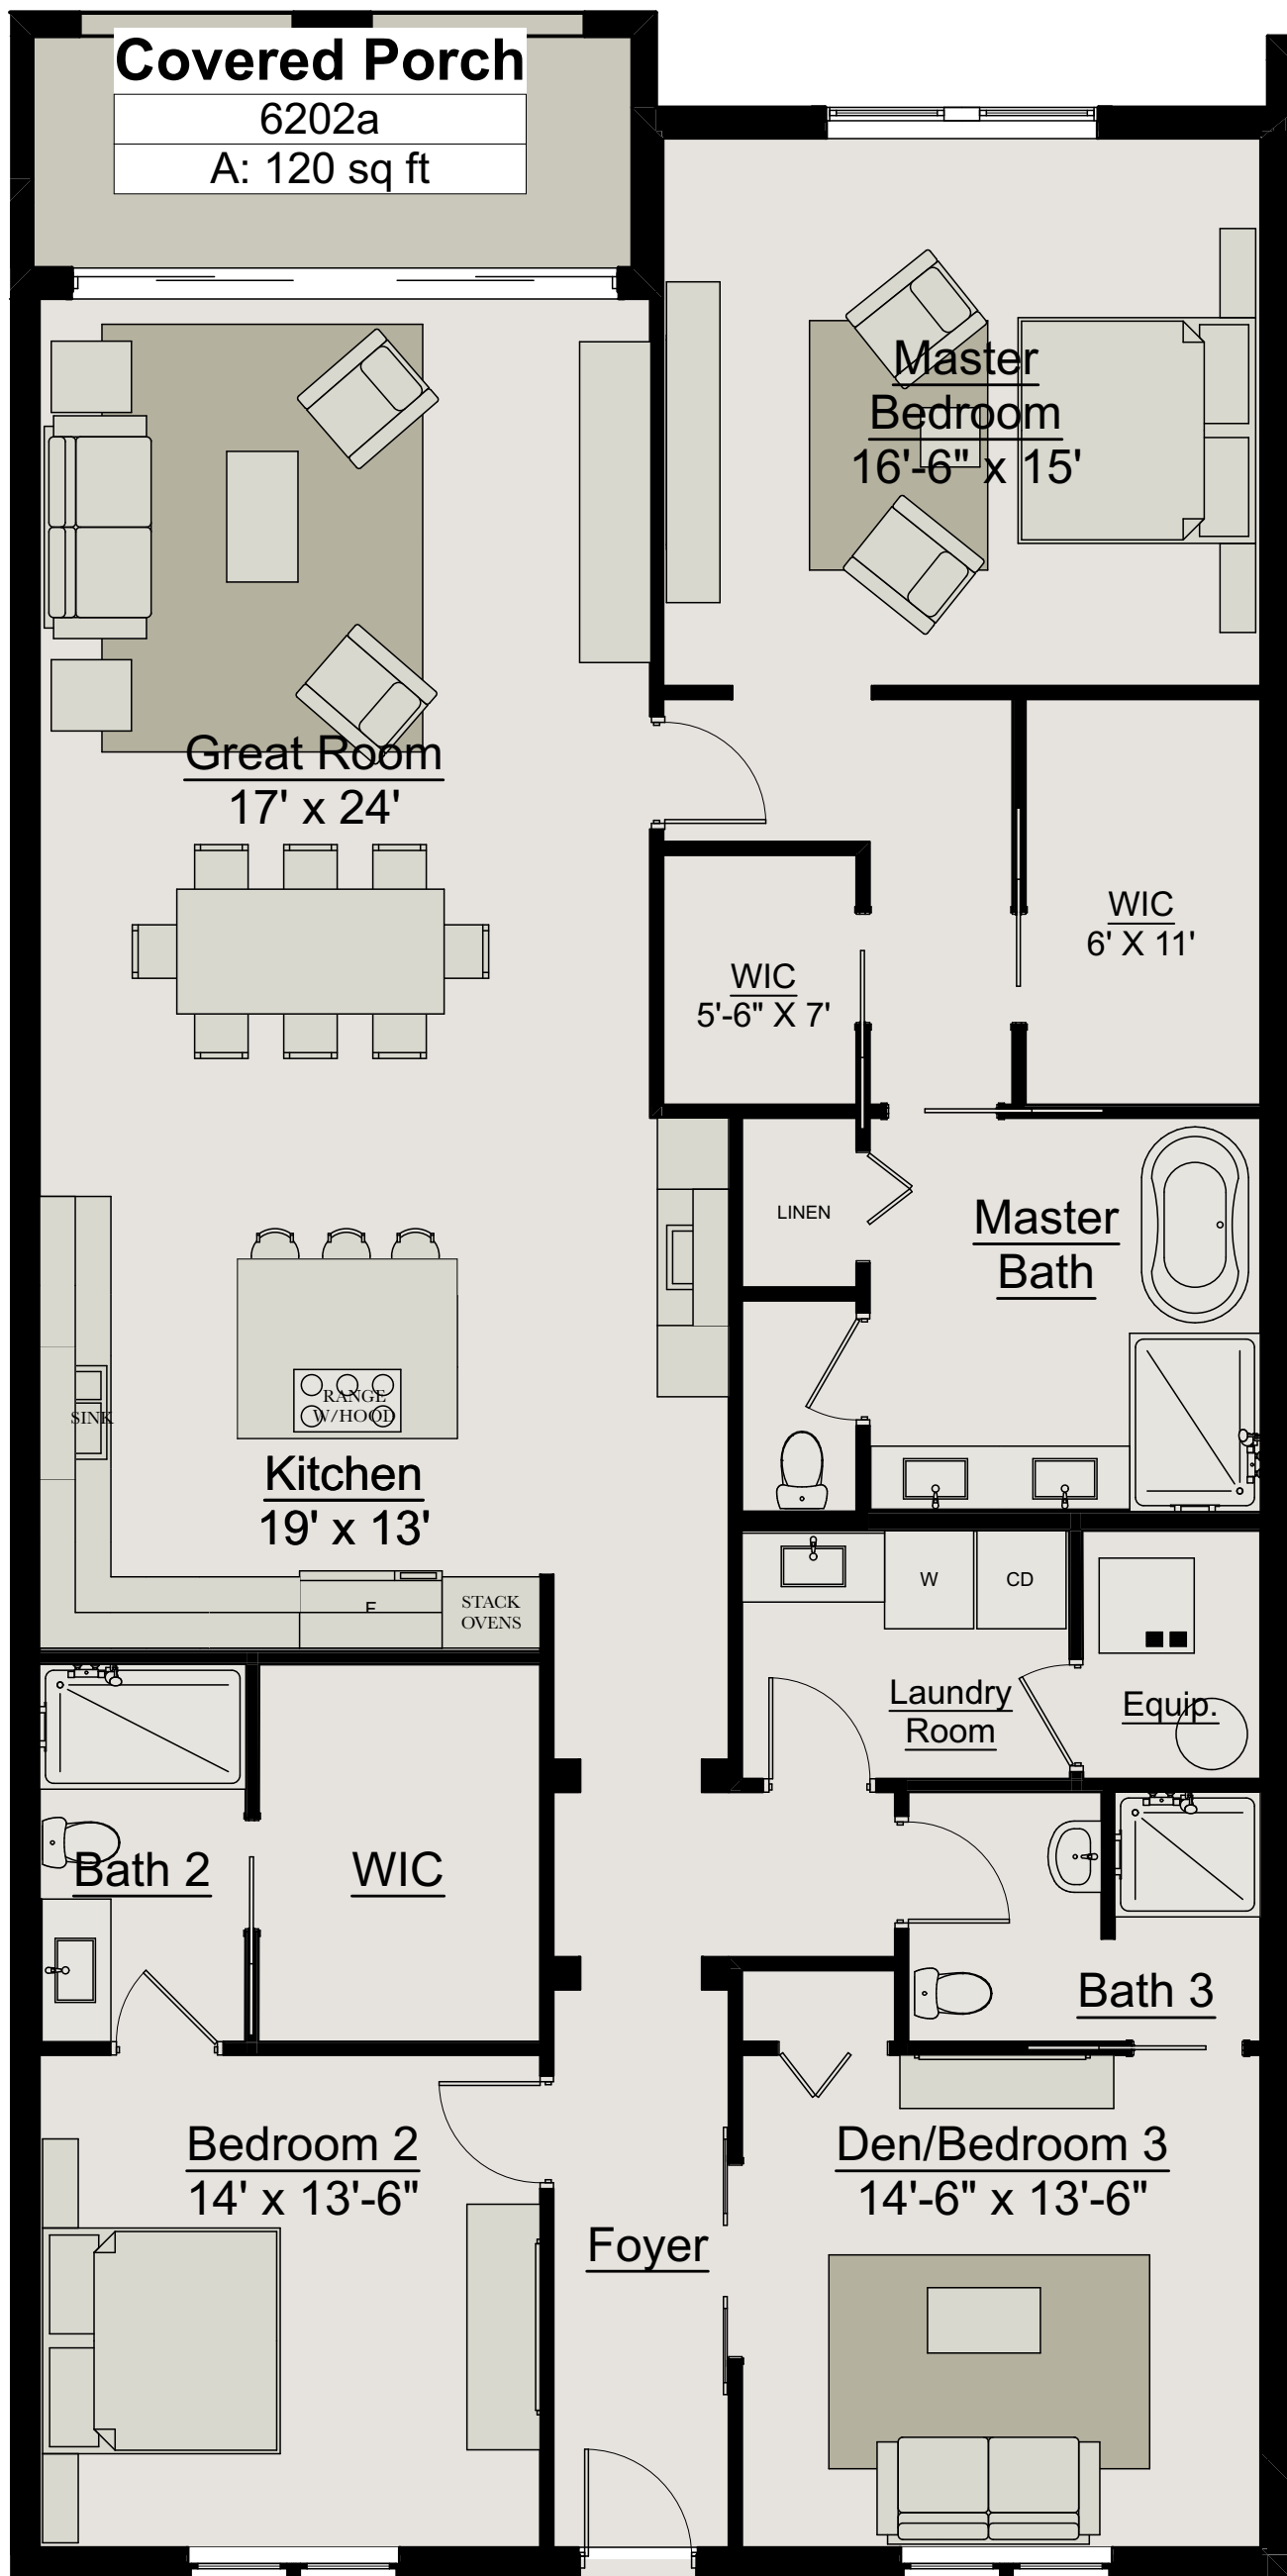 Covered Porch
6202a
A: 120 sq ft
Master
Bedroom
16'-6" x 15'
Great Room
17' x 24'
WIC
6' X 11'
WIC
5'-6" X 7'
LINEN
Master
Bath
RANGE
W/HOOD
SINK
Kitchen
19' x 13'
STACK
OVENS
W
CD
Laundry
Room
Equip.
Bath 2
WIC
Bath 3
Bedroom 2
14' x 13'-6"
Den/Bedroom 3
14'-6" x 13'-6"
Foyer